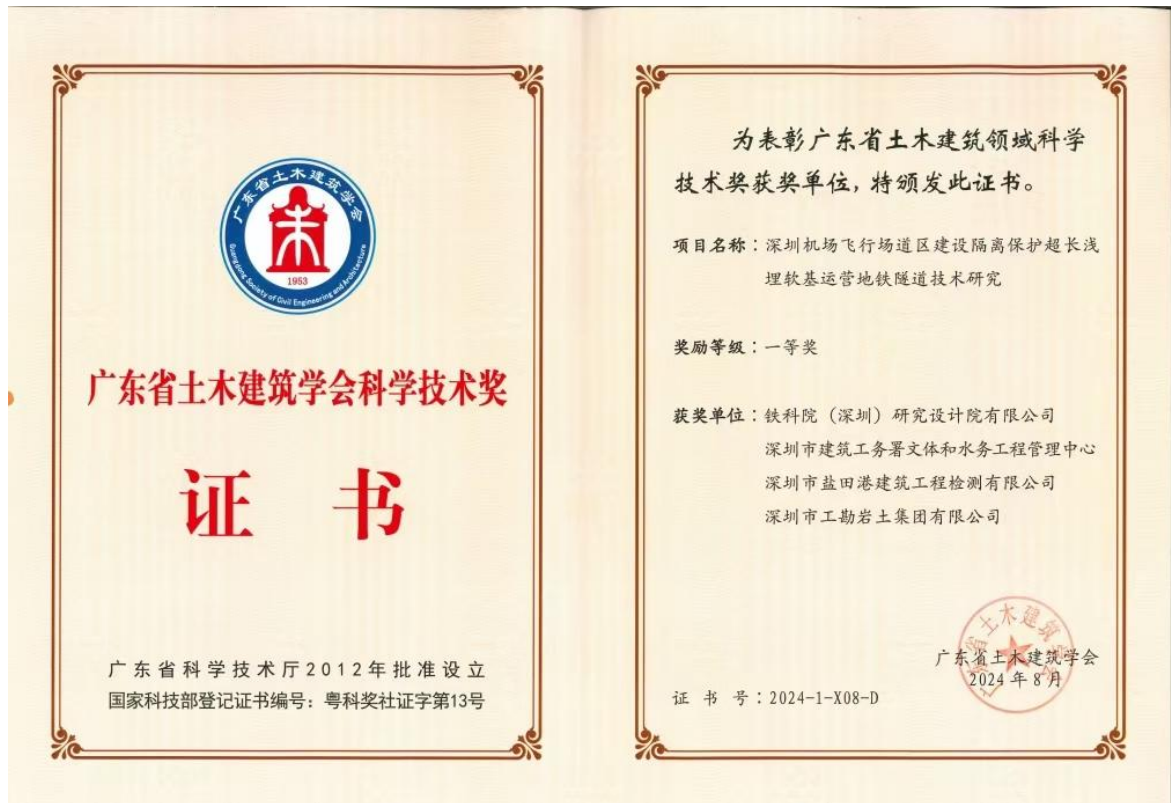 广东省土木建筑学会
1953
Guangdong Society of Civil Engineering and Architecture
广东省土木建筑学会科学技术奖
证 书
广东省科学技术厅2012年批准设立
国家科技部登记证书编号：粤科奖社证字第13号
为表彰广东省土木建筑领域科学
技术奖获奖单位，特颁发此证书。
项目名称：深圳机场飞行场道区建设隔离保护超长浅
埋软基运营地铁隧道技术研究
奖励等级：一等奖
获奖单位：铁科院（深圳）研究设计院有限公司
深圳市建筑工务署文体和水务工程管理中心
深圳市盐田港建筑工程检测有限公司
深圳市工勘岩土集团有限公司
广东省土木建筑学会
广东省土木建筑学会
2024年8月
证 书 号：2024-1-X08-D